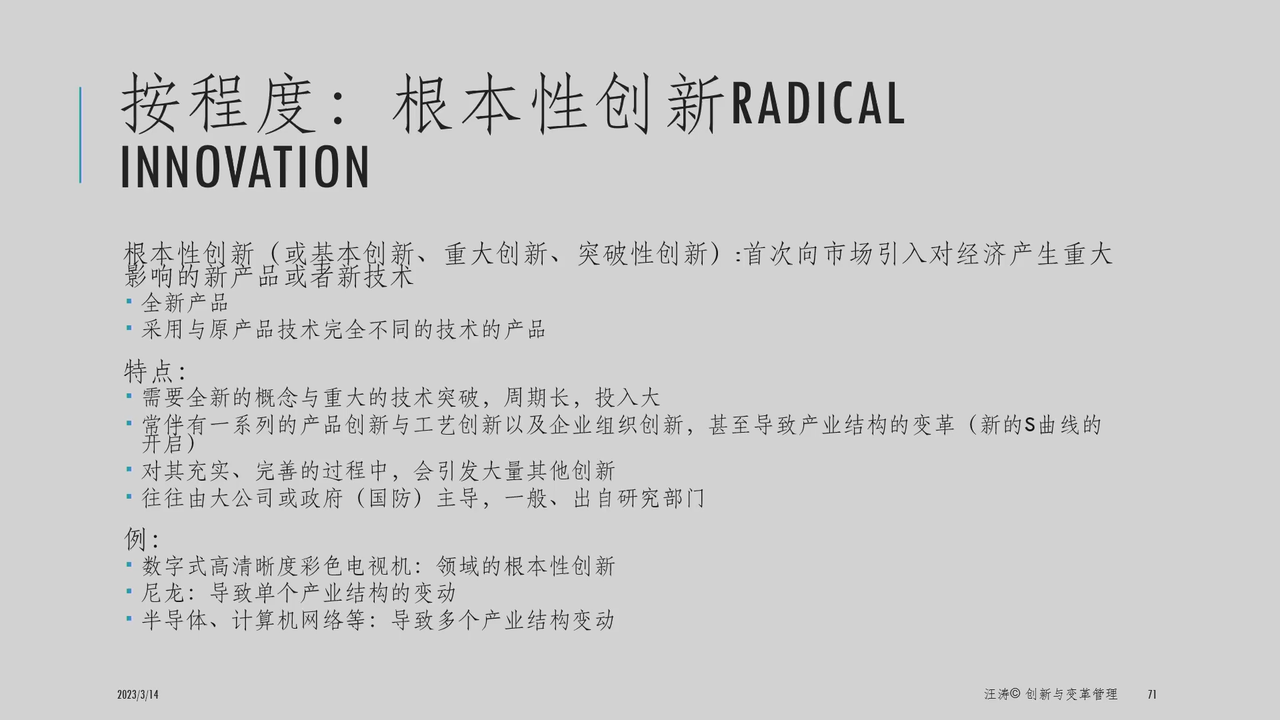 按程度：根本性创新RADICAL
INNOVATION
根本性创新（或基本创新、重大创新、突破性创新）:首次向市场引入对经济产生重大
影响的新产品或者新技术
▪ 全新产品
▪ 采用与原产品技术完全不同的技术的产品
特点：
▪ 需要全新的概念与重大的技术突破，周期长，投入大
▪ 常伴有一系列的产品创新与工艺创新以及企业组织创新，甚至导致产业结构的变革（新的S曲线的
开启）
▪ 对其充实、完善的过程中，会引发大量其他创新
▪ 往往由大公司或政府（国防）主导，一般、出自研究部门
例：
▪ 数字式高清晰度彩色电视机：领域的根本性创新
▪ 尼龙：导致单个产业结构的变动
▪ 半导体、计算机网络等：导致多个产业结构变动
2023/3/14
汪涛© 创新与变革管理
71